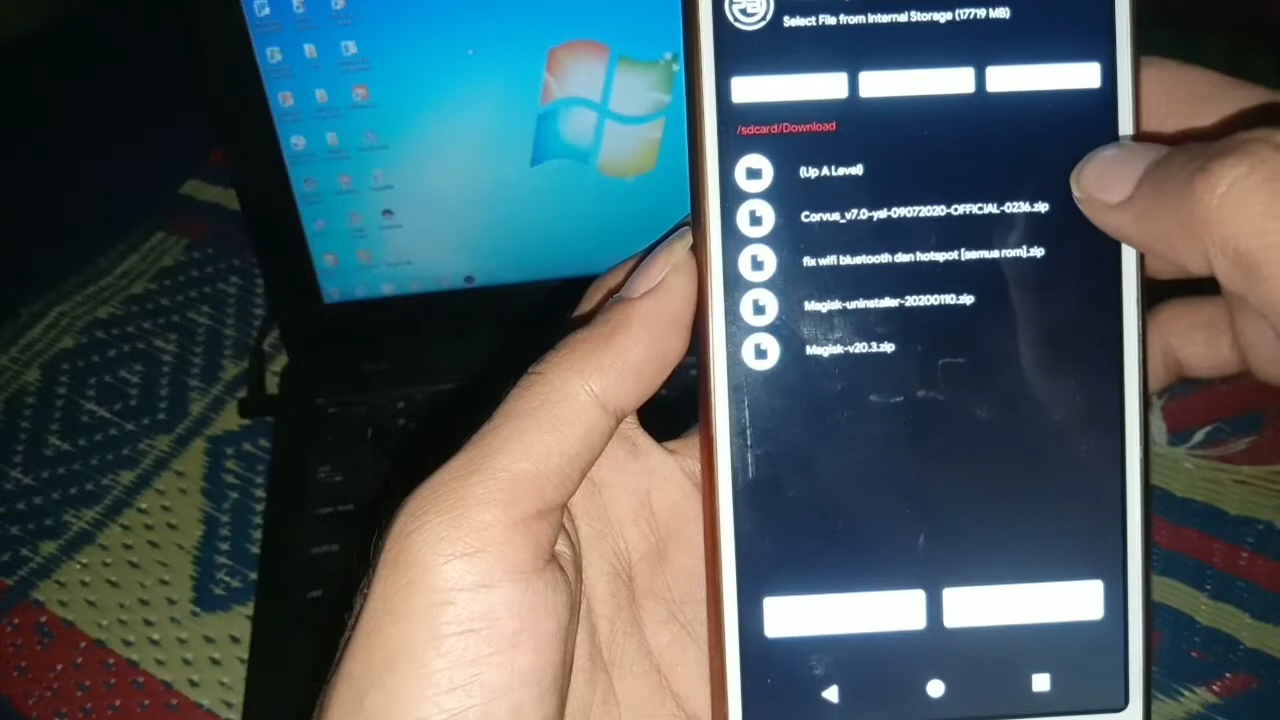 Select File from Internal Storage (17719 MB)
/sdcard/Download
(Up A Level)
Corvus_v7.0-ysl-09072020-OFFICIAL-0236.zip
fix wifi bluetooth dan hotspot [semua rom].zip
Magisk-uninstaller-20200110.zip
Magisk-v20.3.zip